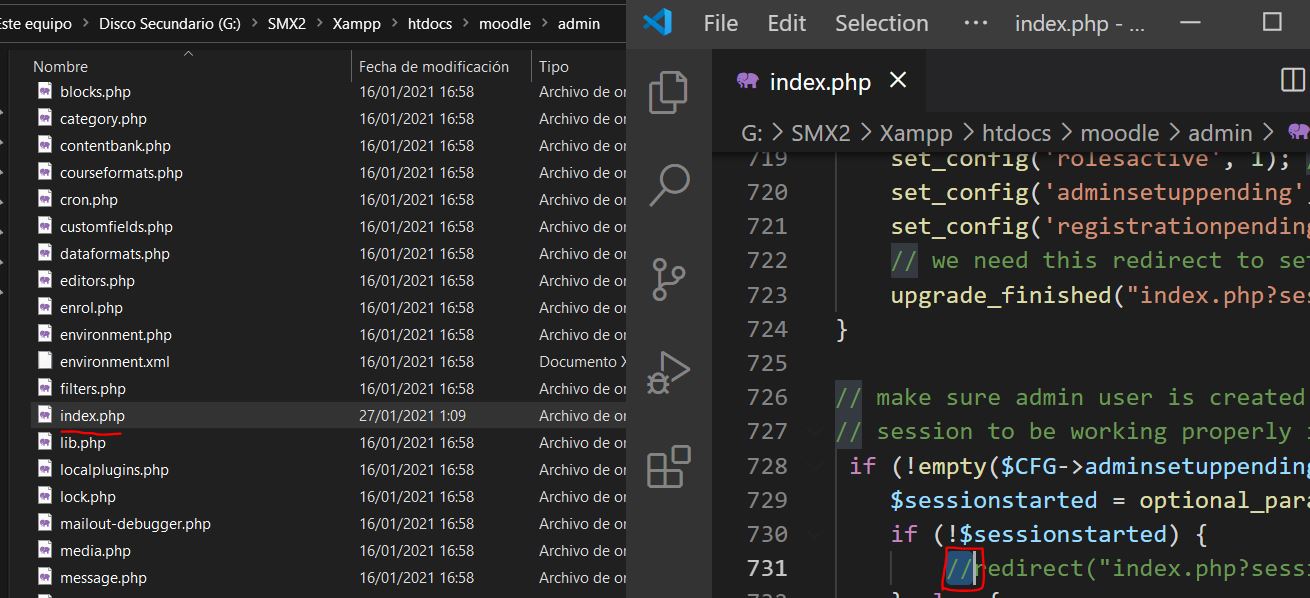 Este equipo > Disco Secundario (G:) > SMX2 > Xampp > htdocs > moodle > admin
Nombre Fecha de modificación Tipo
blocks.php 16/01/2021 16:58 Archivo de or
category.php 16/01/2021 16:58 Archivo de or
contentbank.php 16/01/2021 16:58 Archivo de or
courseformats.php 16/01/2021 16:58 Archivo de or
cron.php 16/01/2021 16:58 Archivo de or
customfields.php 16/01/2021 16:58 Archivo de or
dataformats.php 16/01/2021 16:58 Archivo de or
editors.php 16/01/2021 16:58 Archivo de or
enrol.php 16/01/2021 16:58 Archivo de or
environment.php 16/01/2021 16:58 Archivo de or
environment.xml 16/01/2021 16:58 Documento X
filters.php 16/01/2021 16:58 Archivo de or
index.php 27/01/2021 1:09 Archivo de or
lib.php 16/01/2021 16:58 Archivo de or
localplugins.php 16/01/2021 16:58 Archivo de or
lock.php 16/01/2021 16:58 Archivo de or
mailout-debugger.php 16/01/2021 16:58 Archivo de or
media.php 16/01/2021 16:58 Archivo de or
message.php 16/01/2021 16:58 Archivo de or
File Edit Selection ··· index.php - ...
index.php
G: > SMX2 > Xampp > htdocs > moodle > admin >
719 set_config('rolesactive', 1); /
720 set_config('adminsetuppending',
721 set_config('registrationpending
722 // we need this redirect to set
723 upgrade_finished("index.php?ses
724 }
725
726 // make sure admin user is created
727 // session to be working properly
728 if (!empty($CFG->adminsetuppending
729 $sessionstarted = optional_para
730 if (!$sessionstarted) {
731 //redirect("index.php?sessi